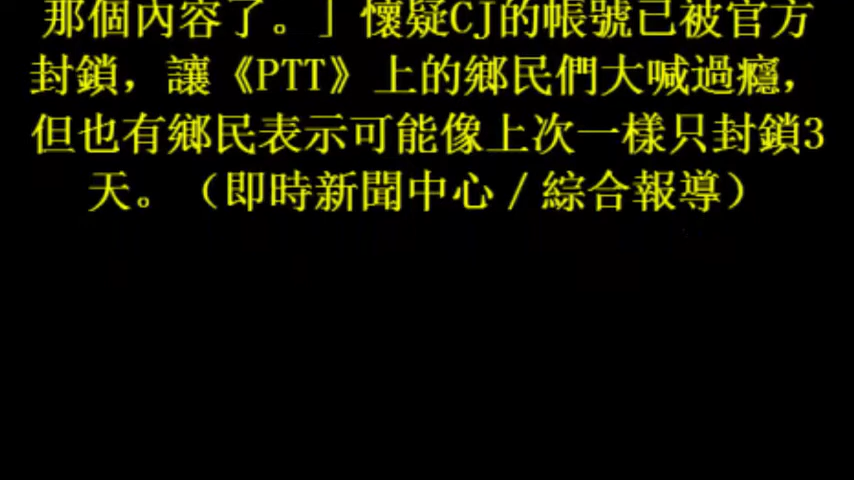 那個內容了。」懷疑CJ的帳號已被官方
封鎖，讓《PTT》上的鄉民們大喊過癮，
但也有鄉民表示可能像上次一樣只封鎖3
天。（即時新聞中心／綜合報導）